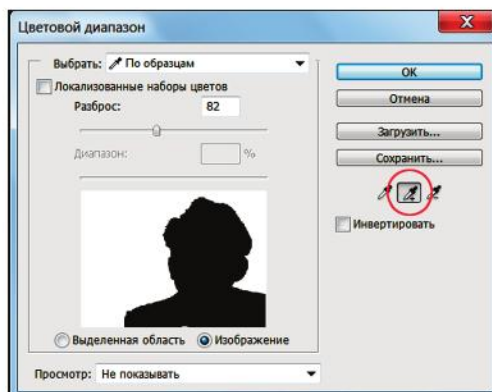 Цветовой диапазон
Выбрать: По образцам
Локализованные наборы цветов
Разброс: 82
Диапазон: %
Выделенная область Изображение
Просмотр: Не показывать
OK
Отмена
Загрузить...
Сохранить...
Инвертировать